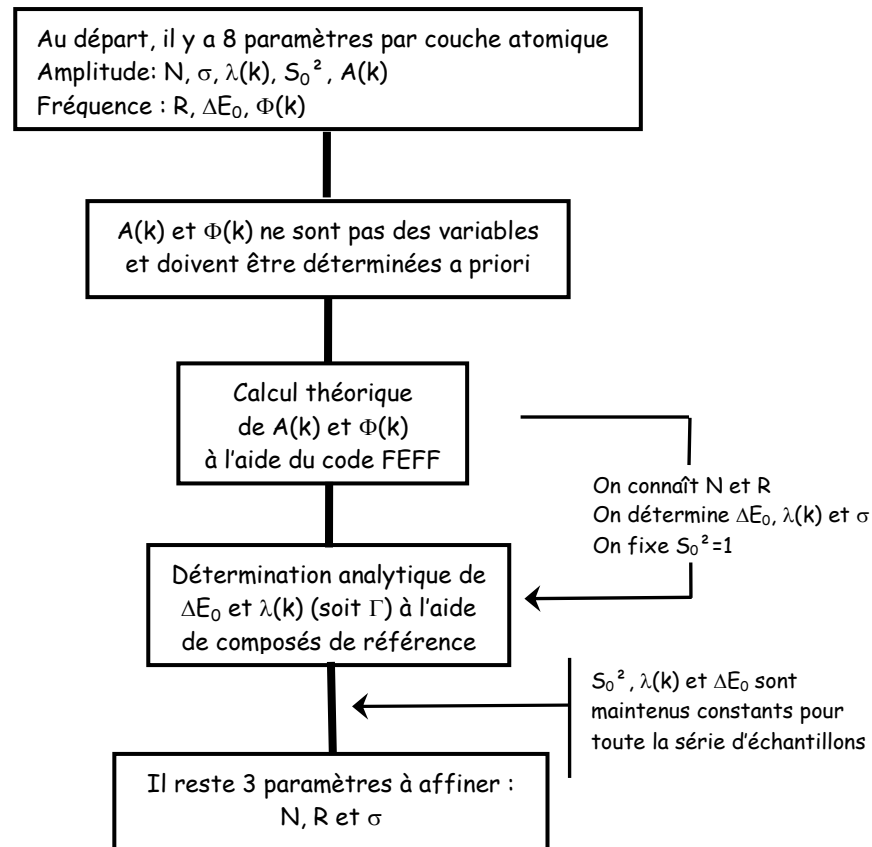 Au départ, il y a 8 paramètres par couche atomique
Amplitude: N, σ, λ(k), S₀², A(k)
Fréquence : R, ΔE₀, Φ(k)
A(k) et Φ(k) ne sont pas des variables
et doivent être déterminées a priori
Calcul théorique
de A(k) et Φ(k)
à l'aide du code FEFF
On connaît N et R
On détermine ΔE₀, λ(k) et σ
On fixe S₀²=1
Détermination analytique de
ΔE₀ et λ(k) (soit Γ) à l'aide
de composés de référence
S₀², λ(k) et ΔE₀ sont
maintenus constants pour
toute la série d'échantillons
Il reste 3 paramètres à affiner :
N, R et σ